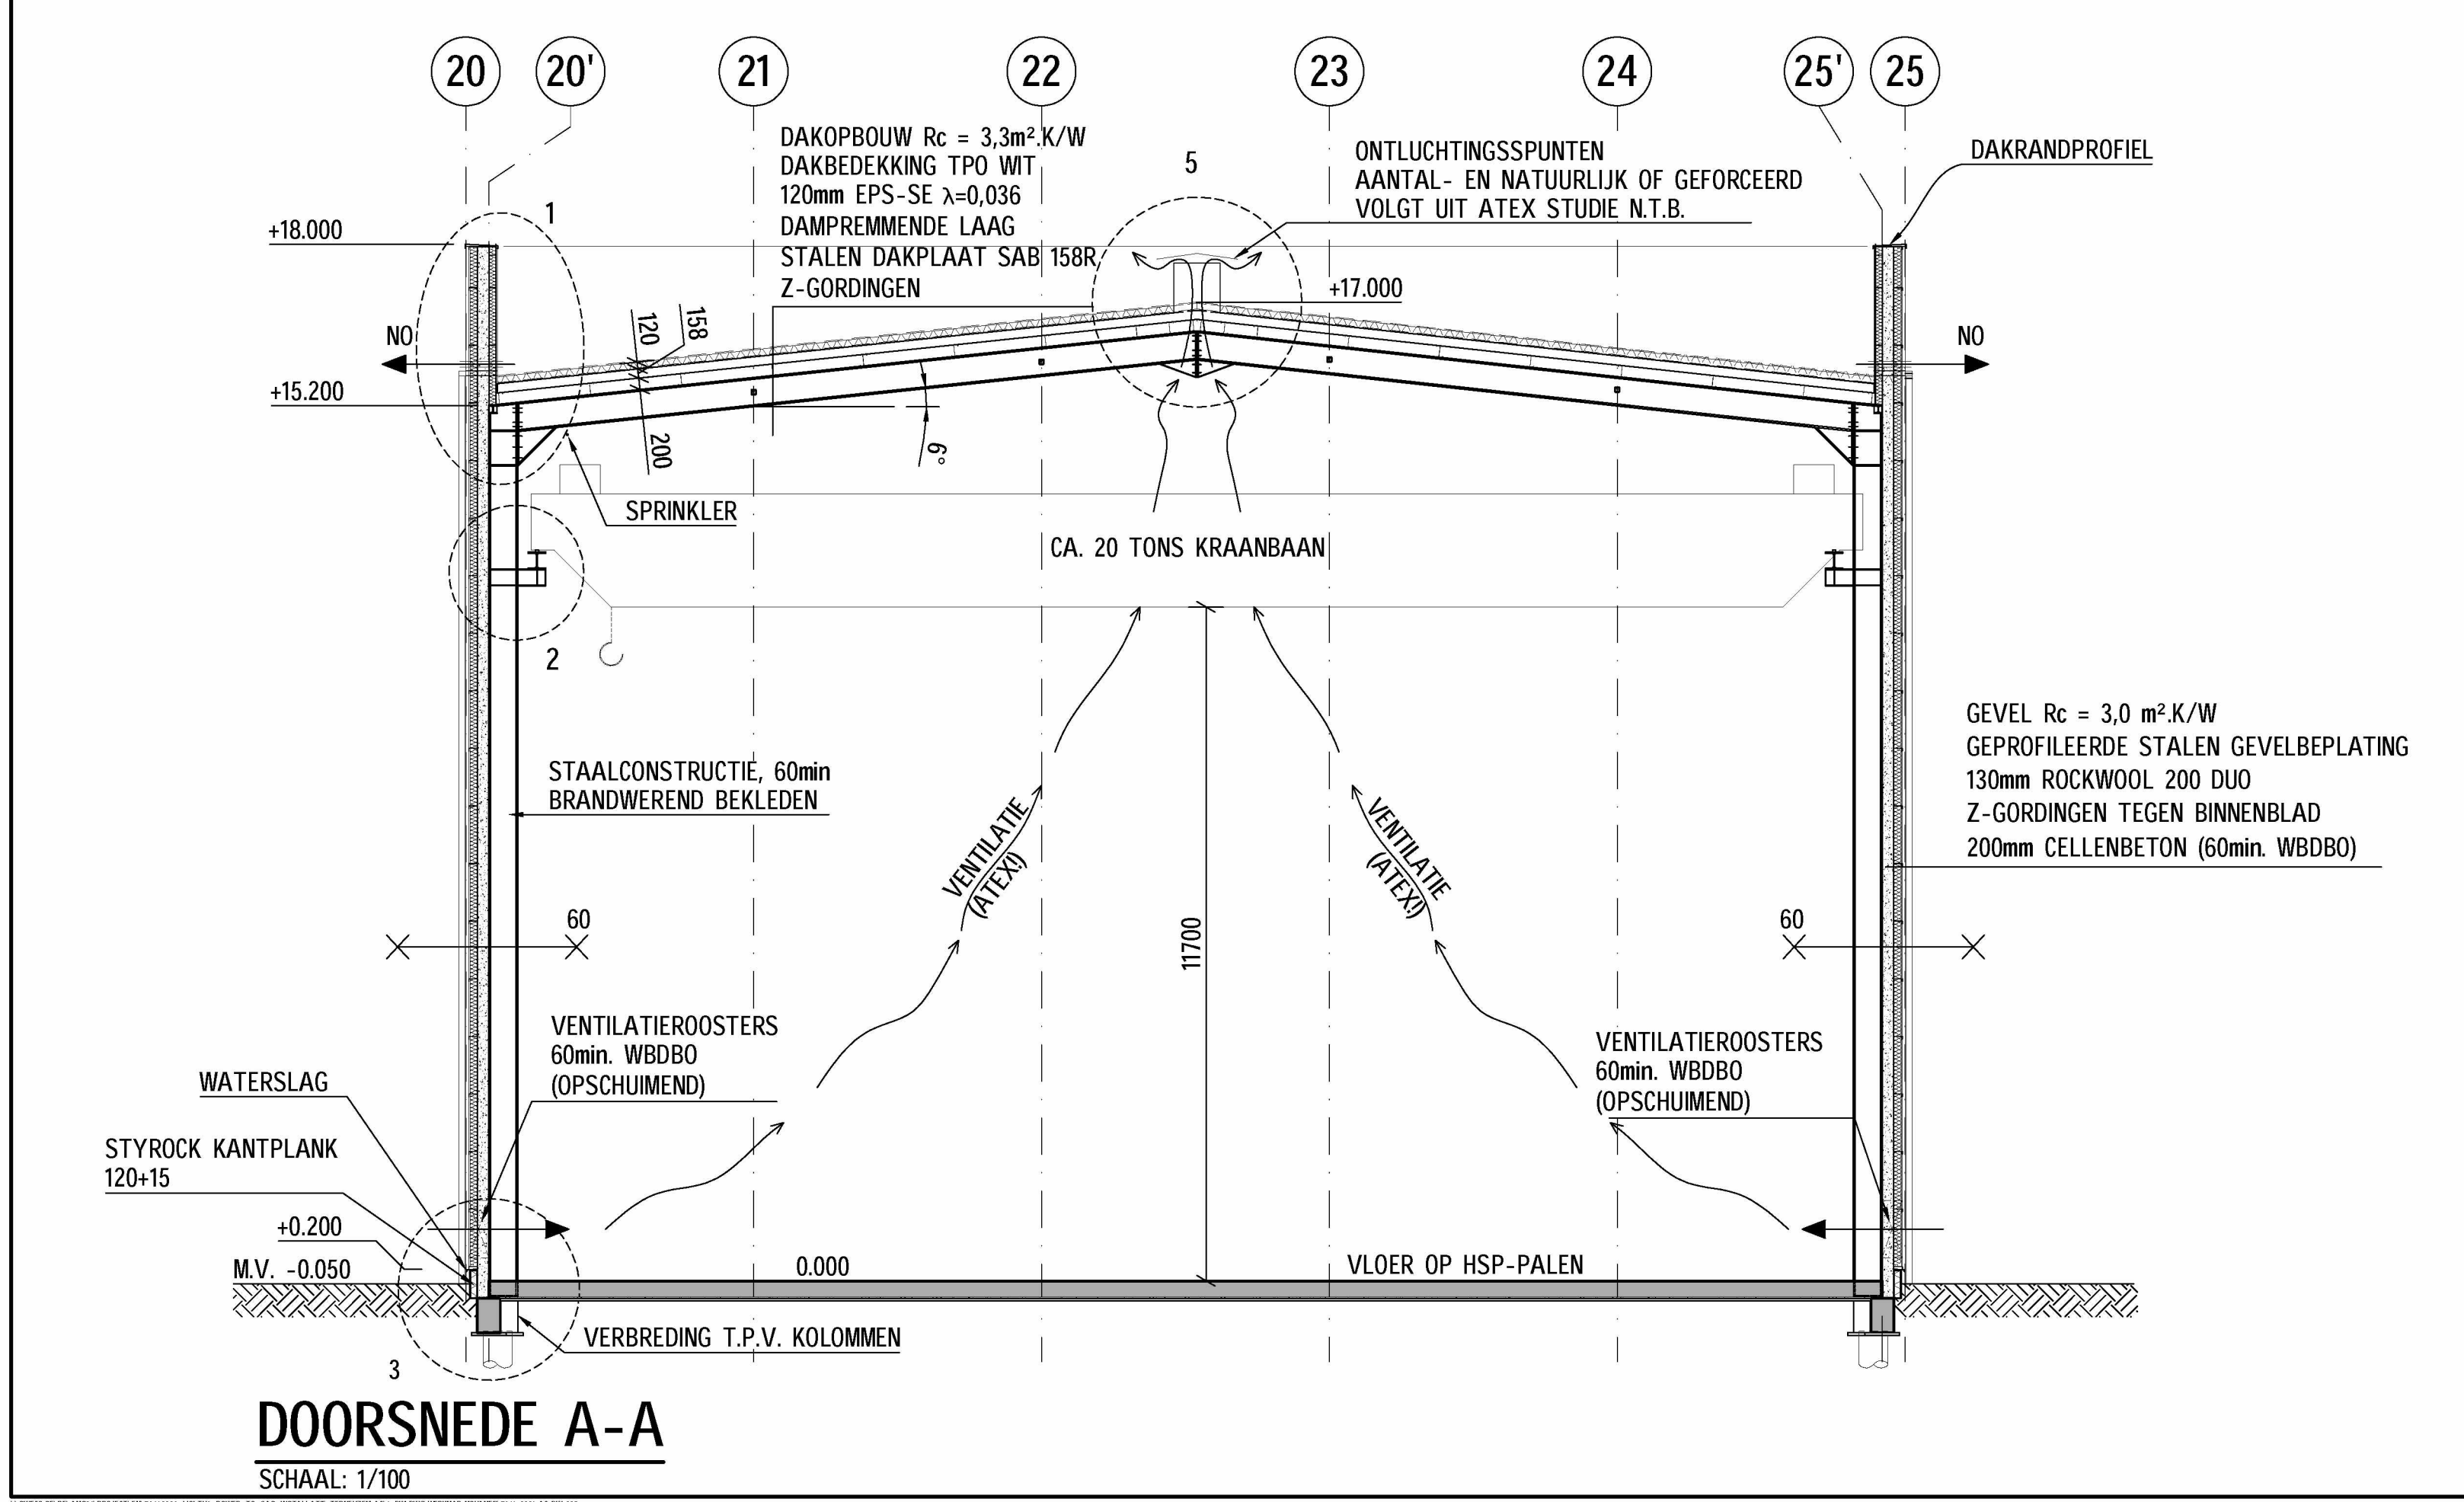 20
20'
21
22
23
24
25'
25
DAKOPBOUW Rc = 3,3m².K/W
DAKBEDEKKING TPO WIT
120mm EPS-SE λ=0,036
DAMPREMMENDE LAAG
STALEN DAKPLAAT SAB 158R
Z-GORDINGEN
5
ONTLUCHTINGSSPUNTEN
AANTAL- EN NATUURLIJK OF GEFORCEERD
VOLGT UIT ATEX STUDIE N.T.B.
DAKRANDPROFIEL
1
+18.000
+17.000
120
158
NO
NO
+15.200
200
6°
SPRINKLER
CA. 20 TONS KRAANBAAN
2
GEVEL Rc = 3,0 m².K/W
GEPROFILEERDE STALEN GEVELBEPLATING
130mm ROCKWOOL 200 DUO
Z-GORDINGEN TEGEN BINNENBLAD
200mm CELLENBETON (60min. WBDBO)
STAALCONSTRUCTIE, 60min
BRANDWEREND BEKLEDEN
VENTILATIE
(ATEX!)
VENTILATIE
(ATEX!)
60
60
11700
VENTILATIEROOSTERS
60min. WBDBO
(OPSCHUIMEND)
VENTILATIEROOSTERS
60min. WBDBO
(OPSCHUIMEND)
WATERSLAG
STYROCK KANTPLANK
120+15
+0.200
M.V. -0.050
0.000
VLOER OP HSP-PALEN
VERBREDING T.P.V. KOLOMMEN
3
DOORSNEDE A-A
SCHAAL: 1/100